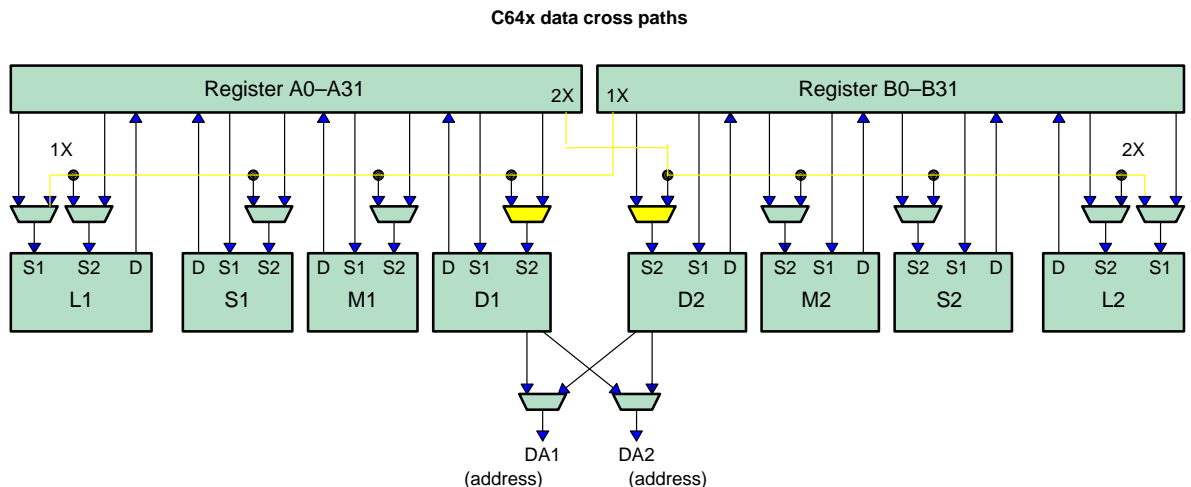 C64x data cross paths
Register A0–A31
2X
1X
Register B0–B31
1X
2X
S1 S2 D
D S1 S2
D S1 S2
D S1 S2
S2 S1 D
S2 S1 D
S2 S1 D
D S2 S1
L1
S1
M1
D1
D2
M2
S2
L2
DA1
DA2
(address)
(address)